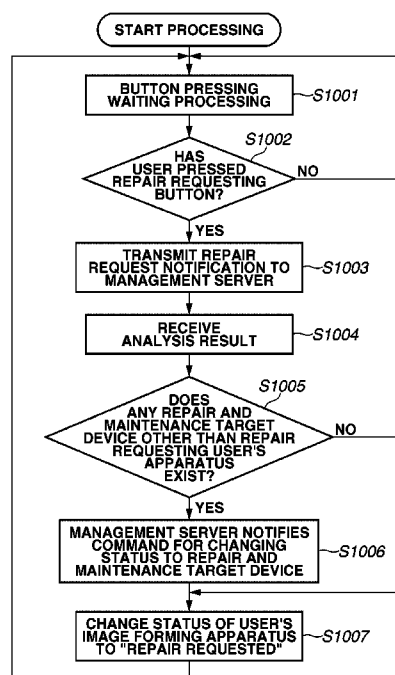 START PROCESSING
BUTTON PRESSING
WAITING PROCESSING
S1001
S1002
HAS
USER PRESSED
REPAIR REQUESTING
BUTTON?
NO
YES
TRANSMIT REPAIR
REQUEST NOTIFICATION TO
MANAGEMENT SERVER
S1003
RECEIVE
ANALYSIS RESULT
S1004
S1005
DOES
ANY REPAIR AND
MAINTENANCE TARGET
DEVICE OTHER THAN REPAIR
REQUESTING USER'S
APPARATUS
EXIST?
NO
YES
MANAGEMENT SERVER NOTIFIES
COMMAND FOR CHANGING
STATUS TO REPAIR AND
MAINTENANCE TARGET DEVICE
S1006
CHANGE STATUS OF USER'S
IMAGE FORMING APPARATUS
TO "REPAIR REQUESTED"
S1007